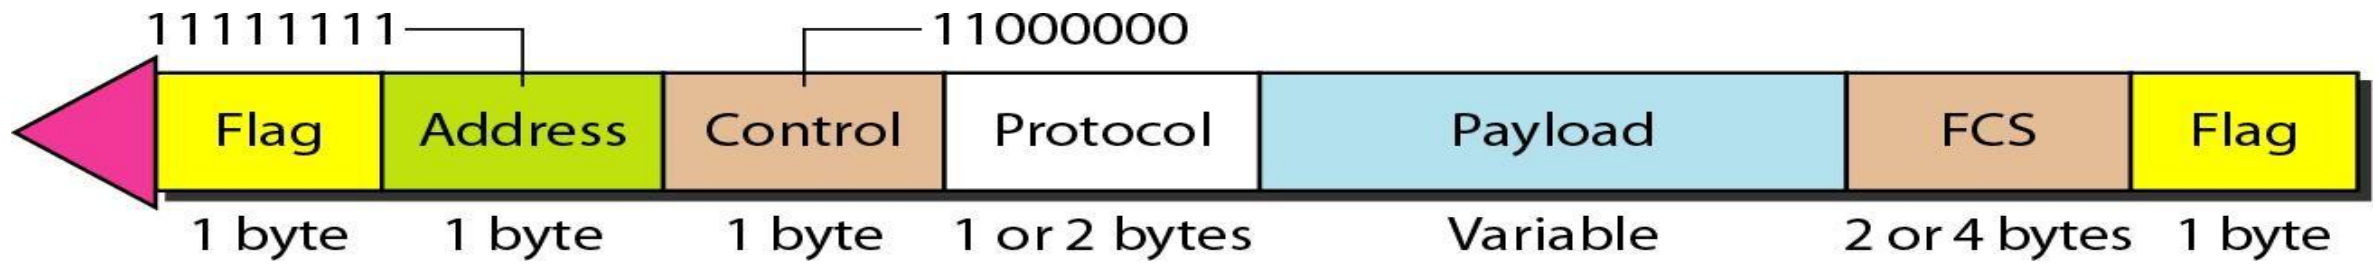 11111111 11000000
Flag Address Control Protocol Payload FCS Flag
1 byte 1 byte 1 byte 1 or 2 bytes Variable 2 or 4 bytes 1 byte